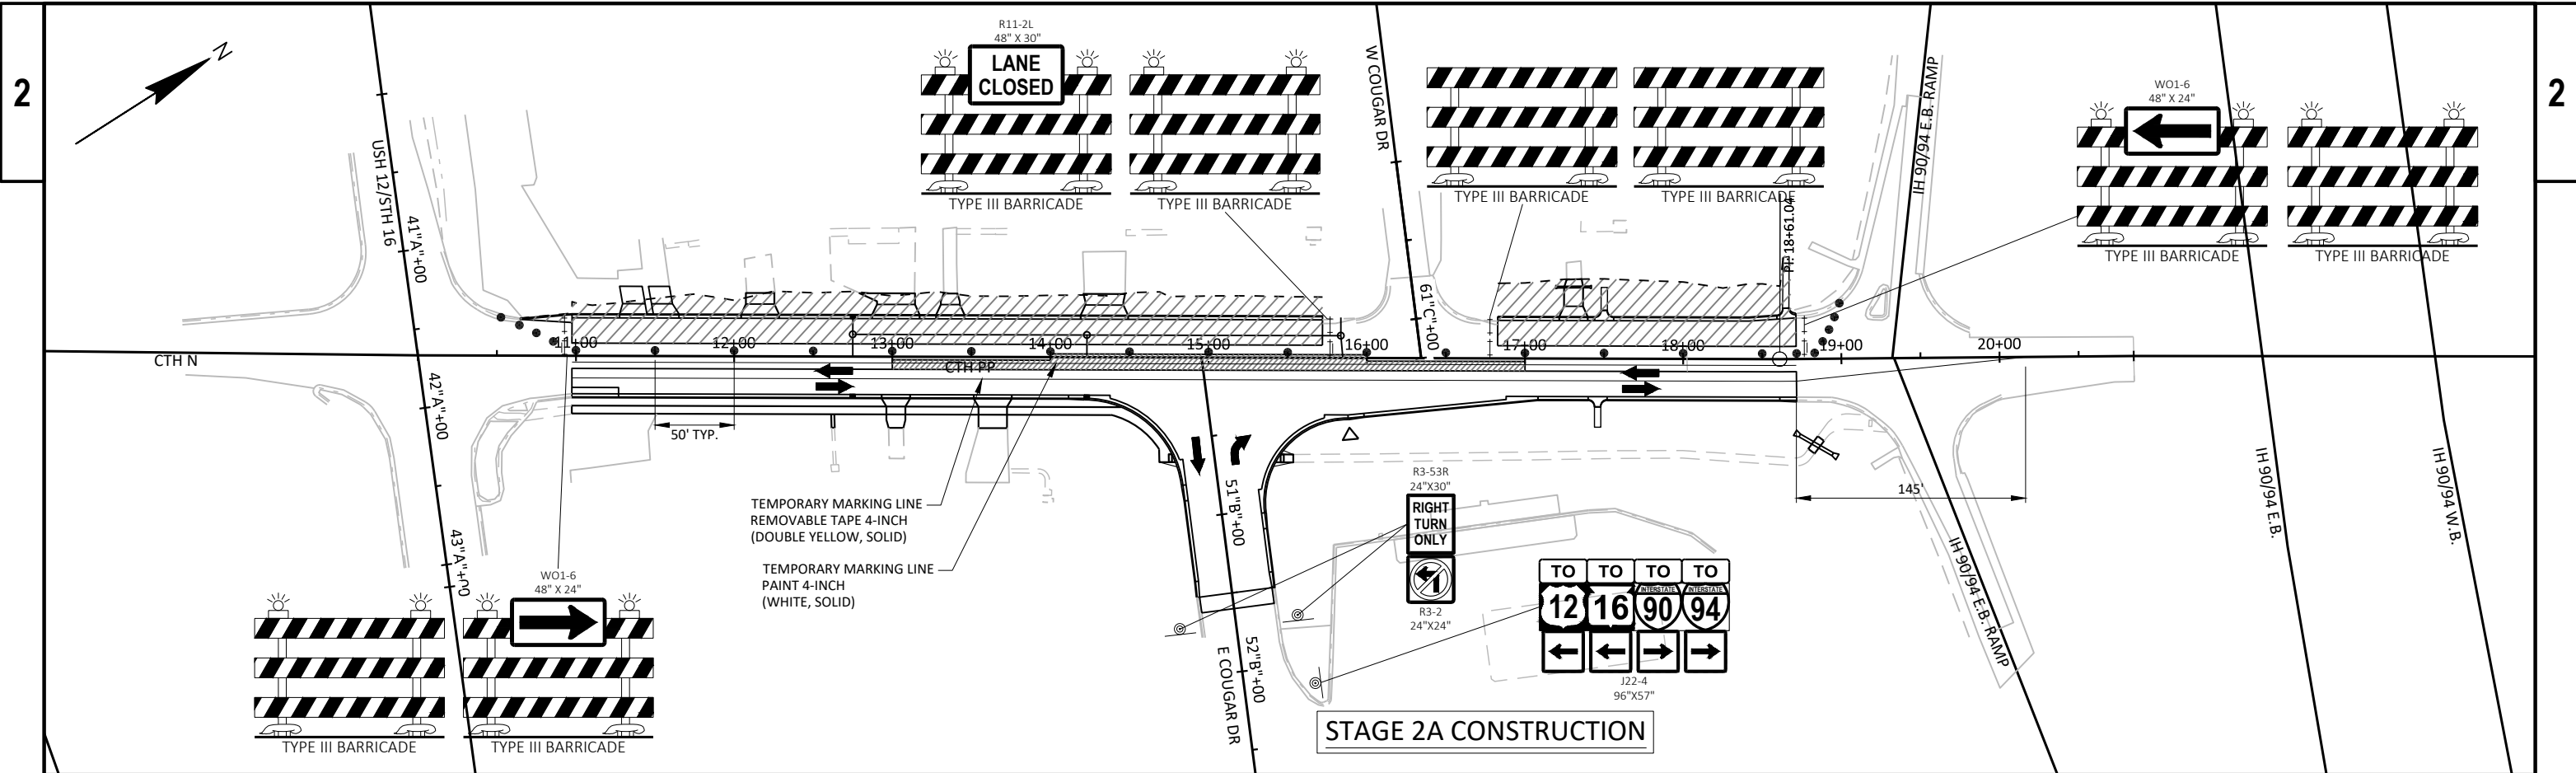 2
2
N
R11-2L
48" X 30"
LANE
CLOSED
TYPE III BARRICADE
TYPE III BARRICADE
W COUGAR DR
TYPE III BARRICADE
TYPE III BARRICADE
IH 90/94 E.B. RAMP
WO1-6
48" X 24"
TYPE III BARRICADE
TYPE III BARRICADE
USH 12/STH 16
41"A"+00
PI: 18+61.04
61"C"+00
CTH N
11+00
12+00
13+00
14+00
15+00
16+00
17+00
18+00
19+00
20+00
CTH PP
42"A"+00
50' TYP.
43"A"+00
TEMPORARY MARKING LINE
REMOVABLE TAPE 4-INCH
(DOUBLE YELLOW, SOLID)
TEMPORARY MARKING LINE
PAINT 4-INCH
(WHITE, SOLID)
51"B"+00
52"B"+00
E COUGAR DR
R3-53R
24"X30"
RIGHT
TURN
ONLY
R3-2
24"X24"
145'
IH 90/94 E.B. RAMP
IH 90/94 E.B.
IH 90/94 W.B.
TO TO TO TO
INTERSTATE INTERSTATE
12 16 90 94
J22-4
96"X57"
WO1-6
48" X 24"
TYPE III BARRICADE
TYPE III BARRICADE
STAGE 2A CONSTRUCTION